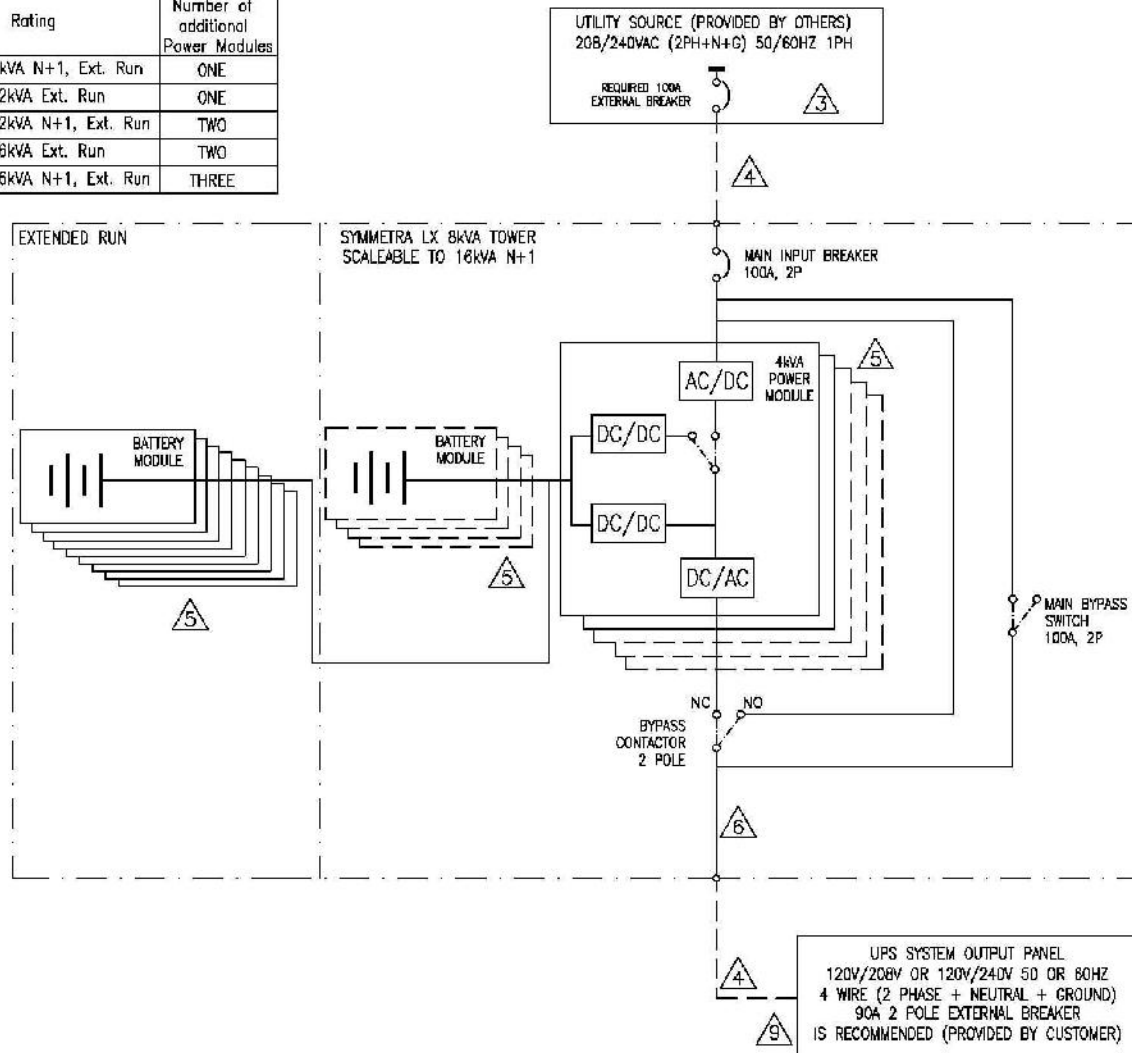 Rating
Number of
additional
Power Modules
kVA N+1, Ext. Run ONE
2kVA Ext. Run ONE
2kVA N+1, Ext. Run TWO
6kVA Ext. Run TWO
6kVA N+1, Ext. Run THREE
UTILITY SOURCE (PROVIDED BY OTHERS)
208/240VAC (2PH+N+G) 50/60HZ 1PH
REQUIRED 100A
EXTERNAL BREAKER
3
4
EXTENDED RUN
SYMMETRA LX 8kVA TOWER
SCALEABLE TO 16kVA N+1
MAIN INPUT BREAKER
100A, 2P
AC/DC
4kVA
POWER
MODULE
5
DC/DC
BATTERY
MODULE
BATTERY
MODULE
DC/DC
5
DC/AC
5
MAIN BYPASS
SWITCH
100A, 2P
NC NO
BYPASS
CONTACTOR
2 POLE
6
4
9
UPS SYSTEM OUTPUT PANEL
120V/208V OR 120V/240V 50 OR 60HZ
4 WIRE (2 PHASE + NEUTRAL + GROUND)
90A 2 POLE EXTERNAL BREAKER
IS RECOMMENDED (PROVIDED BY CUSTOMER)